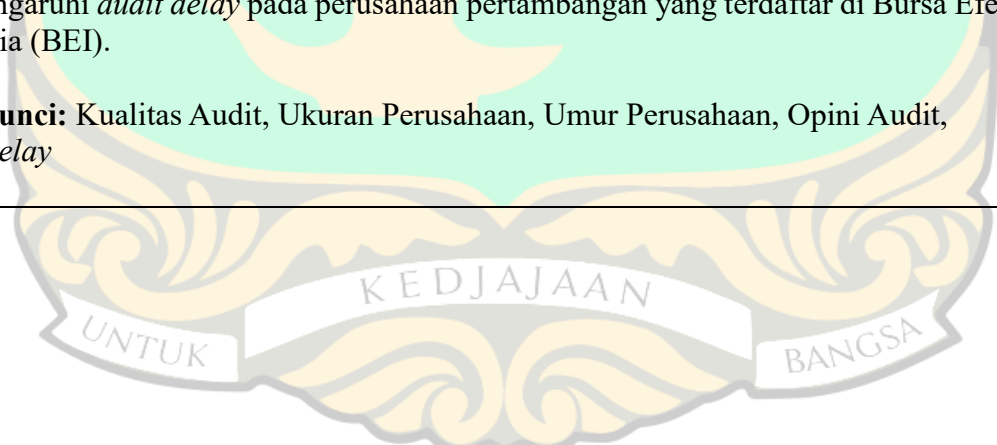 ngaruhi audit delay pada perusahaan pertambangan yang terdaftar di Bursa Efe
ia (BEI).
unci: Kualitas Audit, Ukuran Perusahaan, Umur Perusahaan, Opini Audit,
elay
KEDJAJAAN
UNTUK
BANGSA